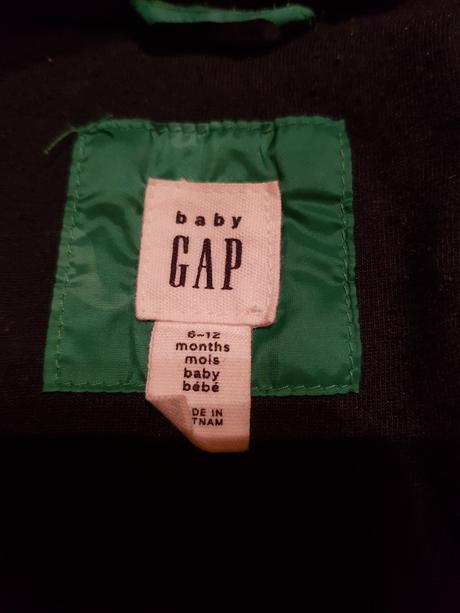 baby
GAP
6-12
months
mois
baby
bébé
DE IN
TNAM